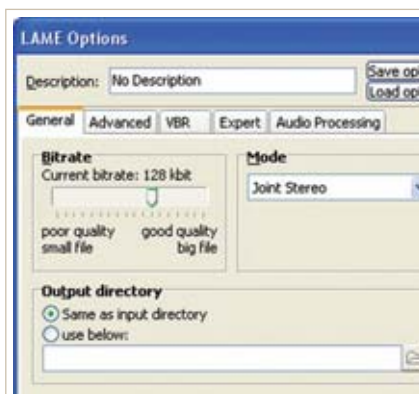 LAME Options
Description: No Description
Save op
Load op
General Advanced VBR Expert Audio Processing
Bitrate
Current bitrate: 128 kbit
poor quality good quality
small file big file
Mode
Joint Stereo
Output directory
Same as input directory
use below: